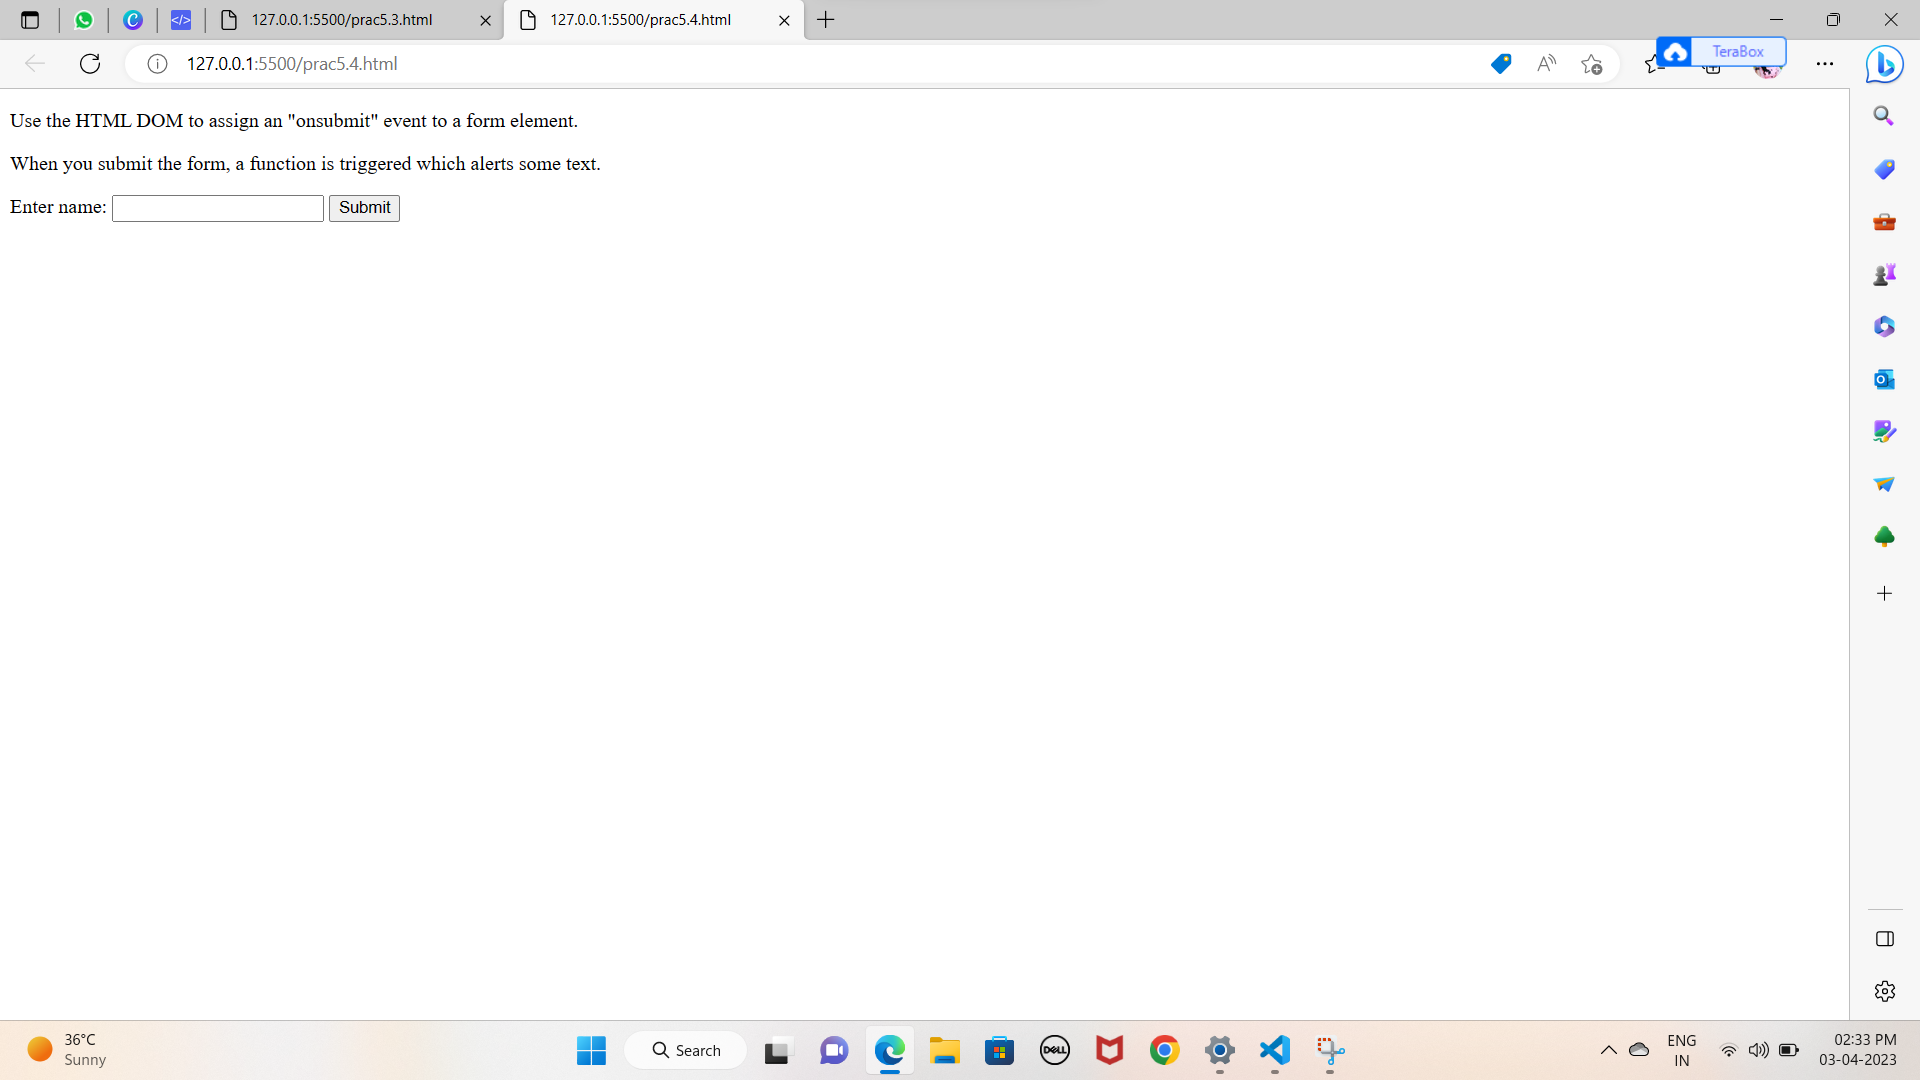 127.0.0.1:5500/prac5.3.html
127.0.0.1:5500/prac5.4.html
127.0.0.1:5500/prac5.4.html
TeraBox
Use the HTML DOM to assign an "onsubmit" event to a form element.
When you submit the form, a function is triggered which alerts some text.
Enter name: Submit
36°C
Sunny
Search
DELL
ENG
IN
02:33 PM
03-04-2023